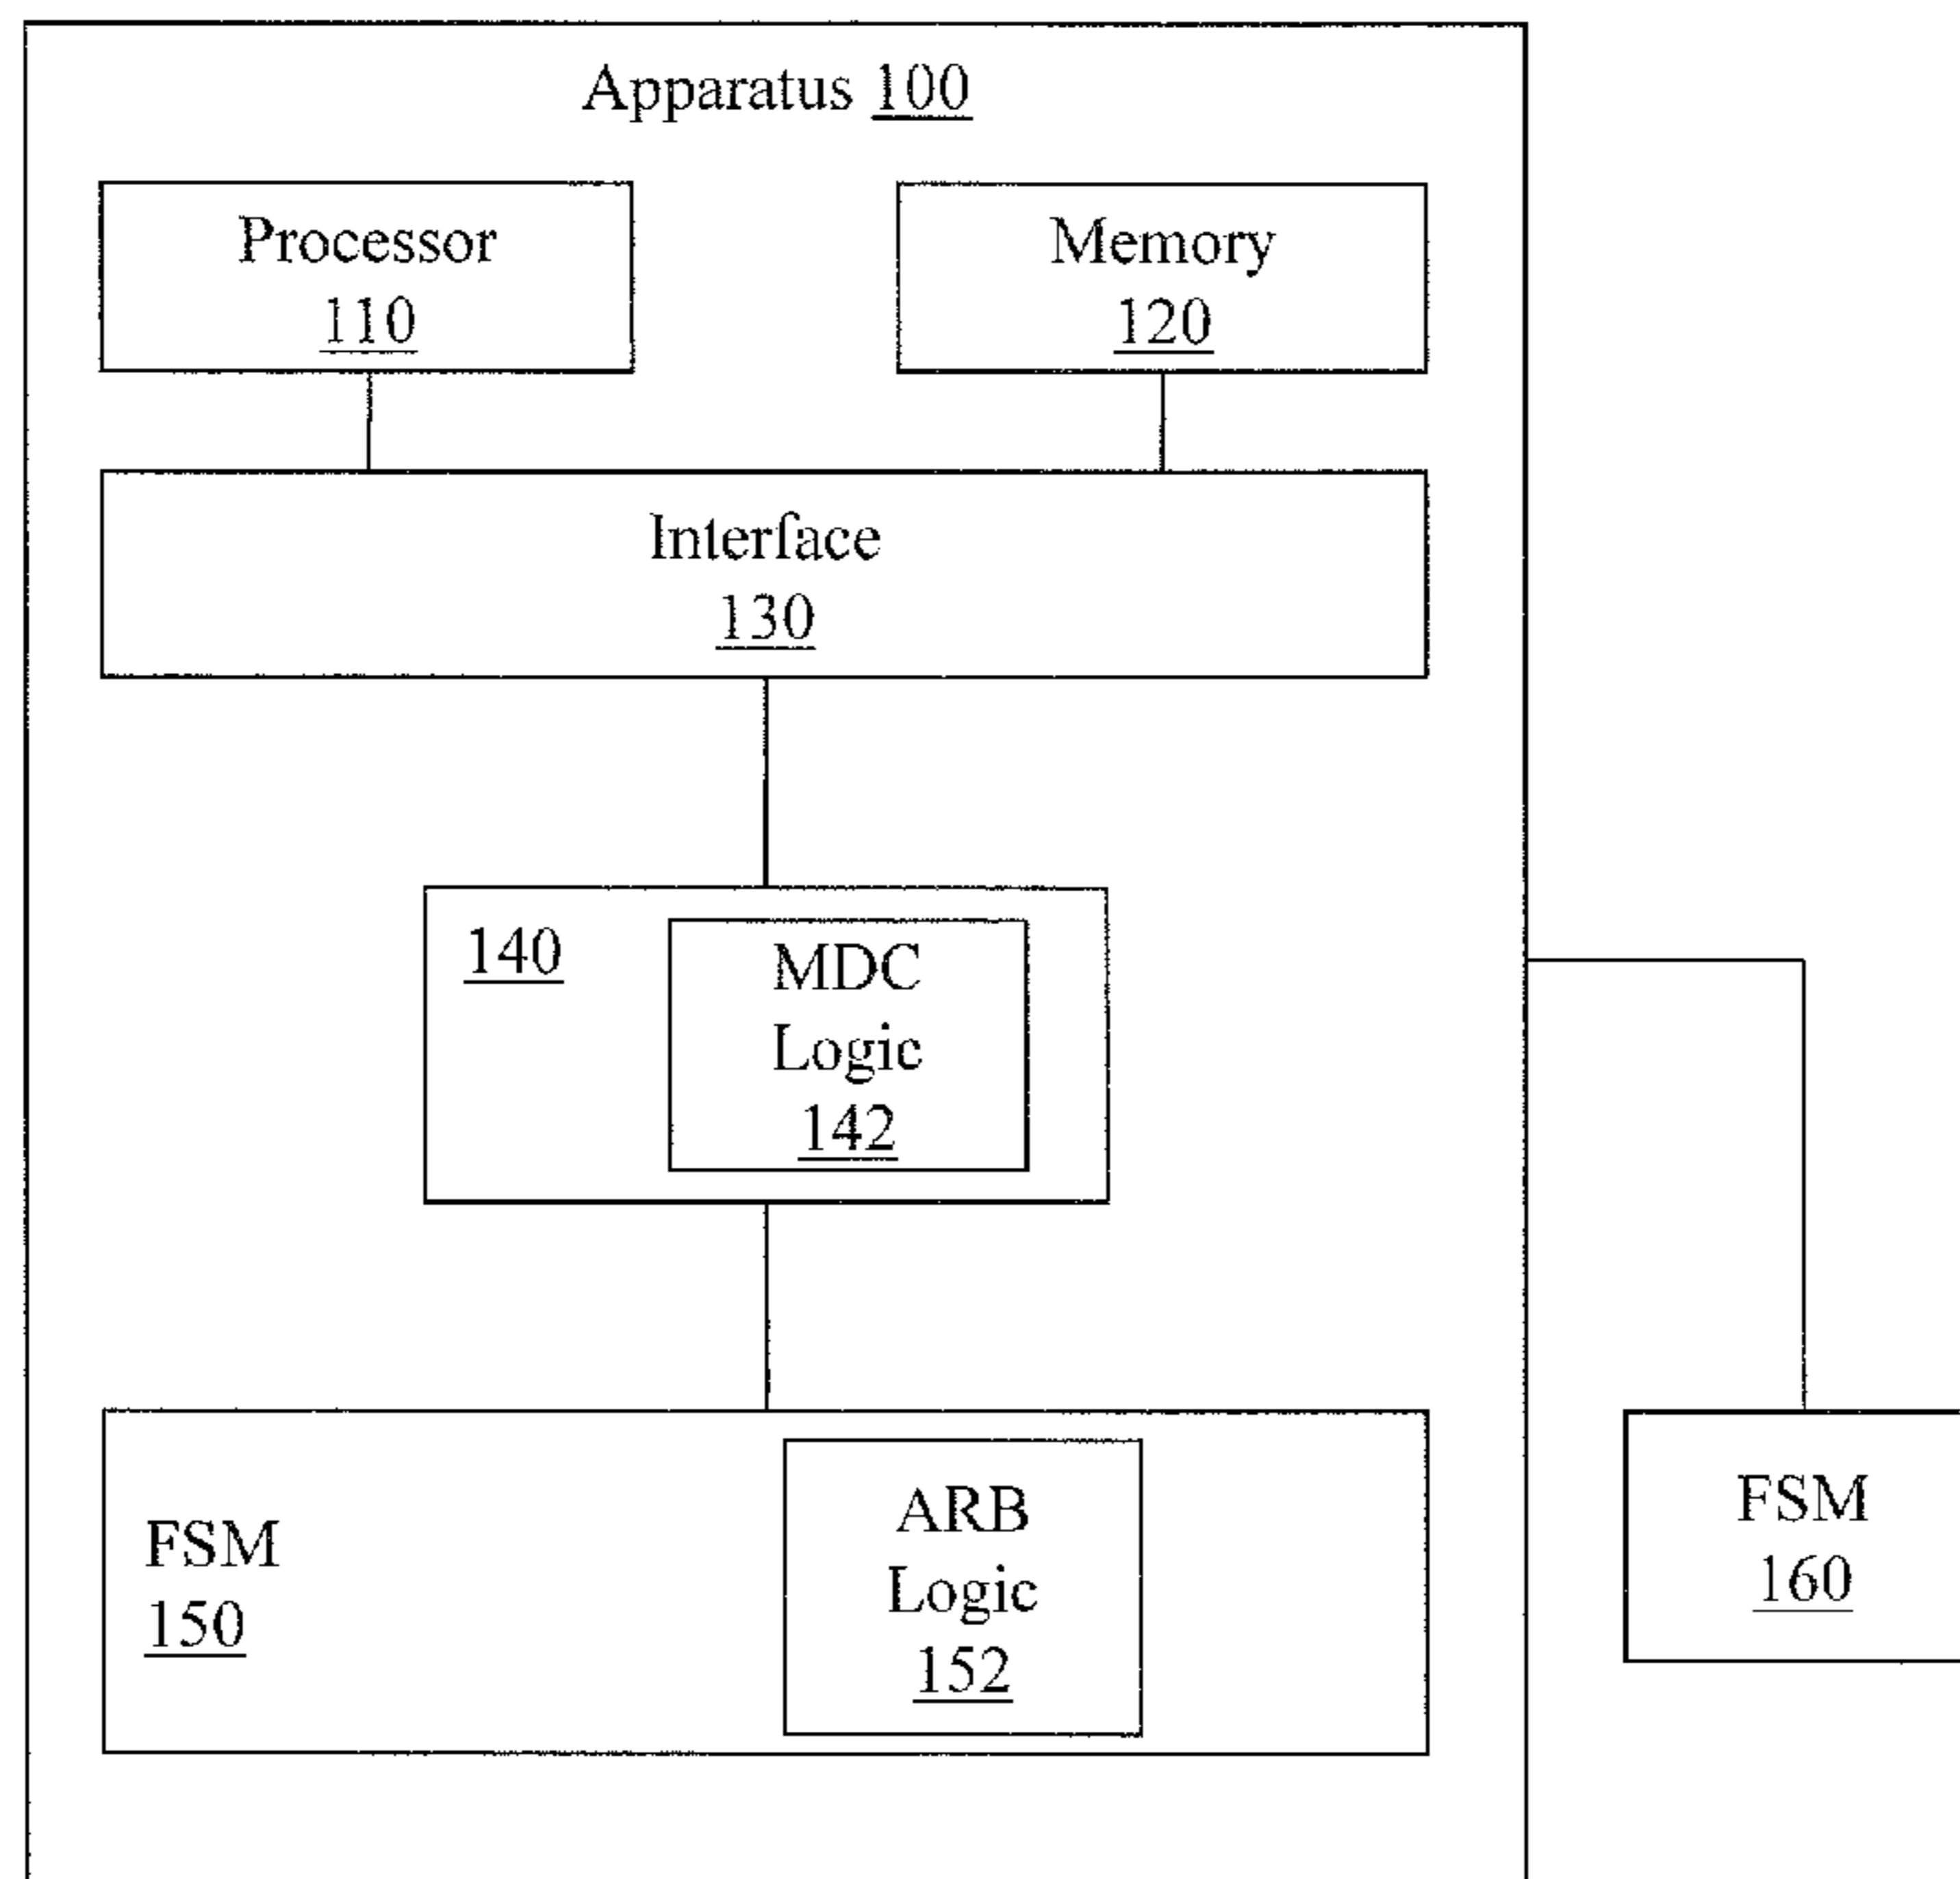 Apparatus 100
Processor
110
Memory
120
Interface
130
140
MDC
Logic
142
FSM
150
ARB
Logic
152
FSM
160